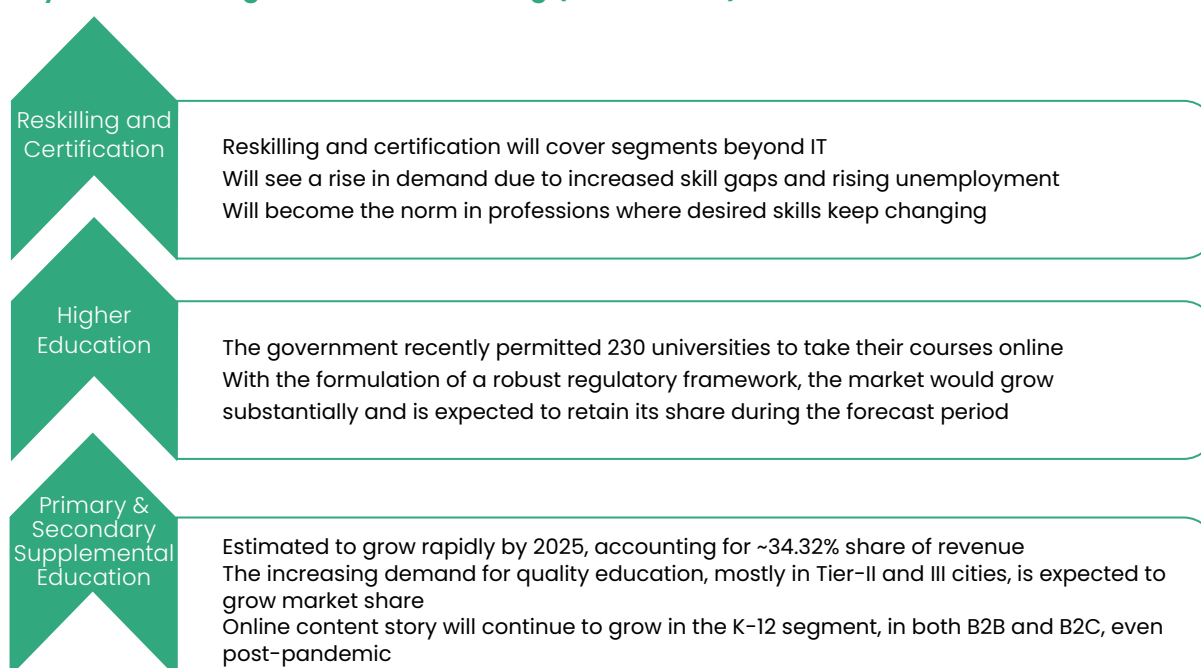 Reskilling and
Certification
Reskilling and certification will cover segments beyond IT
Will see a rise in demand due to increased skill gaps and rising unemployment
Will become the norm in professions where desired skills keep changing
Higher
Education
The government recently permitted 230 universities to take their courses online
With the formulation of a robust regulatory framework, the market would grow
substantially and is expected to retain its share during the forecast period
Primary &
Secondary
Supplemental
Education
Estimated to grow rapidly by 2025, accounting for ~34.32% share of revenue
The increasing demand for quality education, mostly in Tier-II and III cities, is expected to
grow market share
Online content story will continue to grow in the K-12 segment, in both B2B and B2C, even
post-pandemic